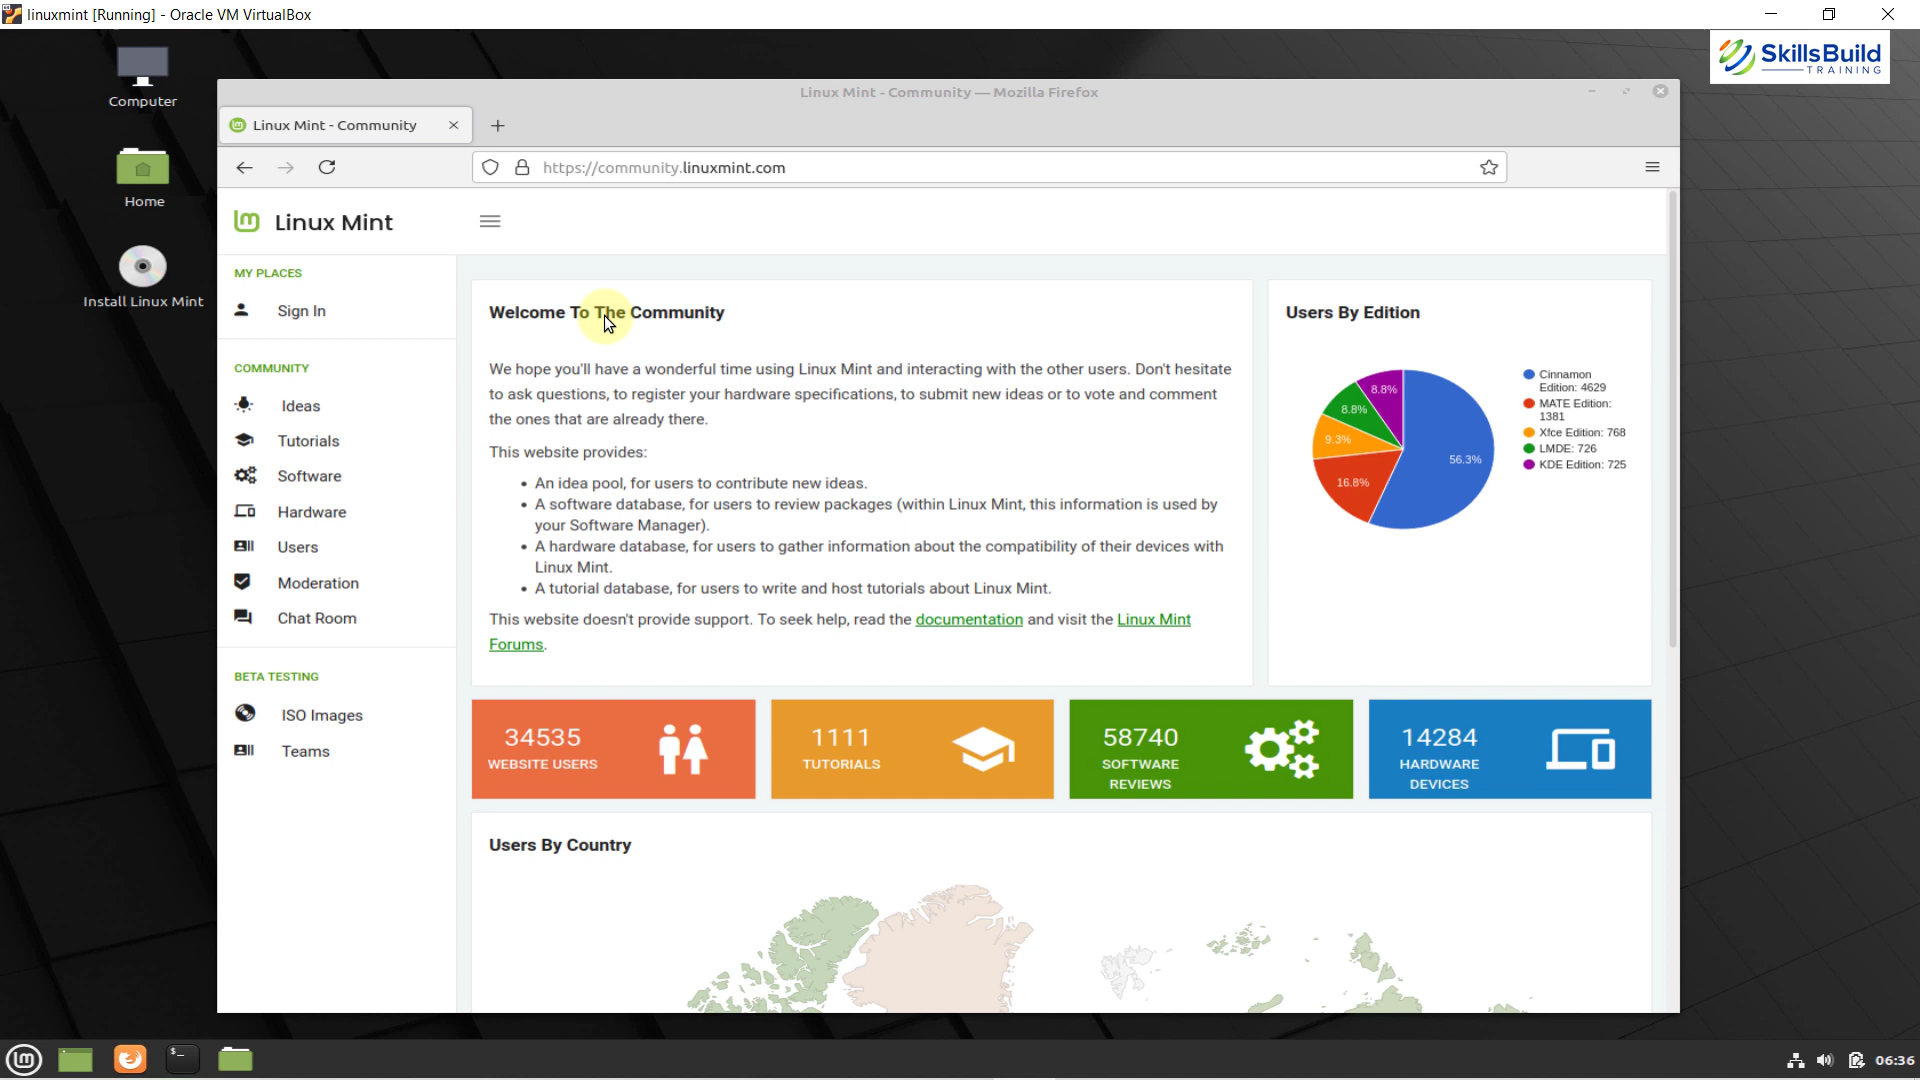 linuxmint [Running] - Oracle VM VirtualBox
SkillsBuild
TRAINING
Computer
Home
Install Linux Mint
Linux Mint - Community — Mozilla Firefox
Linux Mint - Community
https://community.linuxmint.com
Linux Mint
MY PLACES
Sign In
COMMUNITY
Ideas
Tutorials
Software
Hardware
Users
Moderation
Chat Room
BETA TESTING
ISO Images
Teams
Welcome To The Community
We hope you'll have a wonderful time using Linux Mint and interacting with the other users. Don't hesitate
to ask questions, to register your hardware specifications, to submit new ideas or to vote and comment
the ones that are already there.
This website provides:
• An idea pool, for users to contribute new ideas.
• A software database, for users to review packages (within Linux Mint, this information is used by
your Software Manager).
• A hardware database, for users to gather information about the compatibility of their devices with
Linux Mint.
• A tutorial database, for users to write and host tutorials about Linux Mint.
This website doesn't provide support. To seek help, read the documentation and visit the Linux Mint
Forums.
Users By Edition
8.8%
8.8%
9.3%
16.8%
56.3%
Cinnamon
Edition: 4629
MATE Edition:
1381
Xfce Edition: 768
LMDE: 726
KDE Edition: 725
34535
WEBSITE USERS
1111
TUTORIALS
58740
SOFTWARE
REVIEWS
14284
HARDWARE
DEVICES
Users By Country
$_
06:36